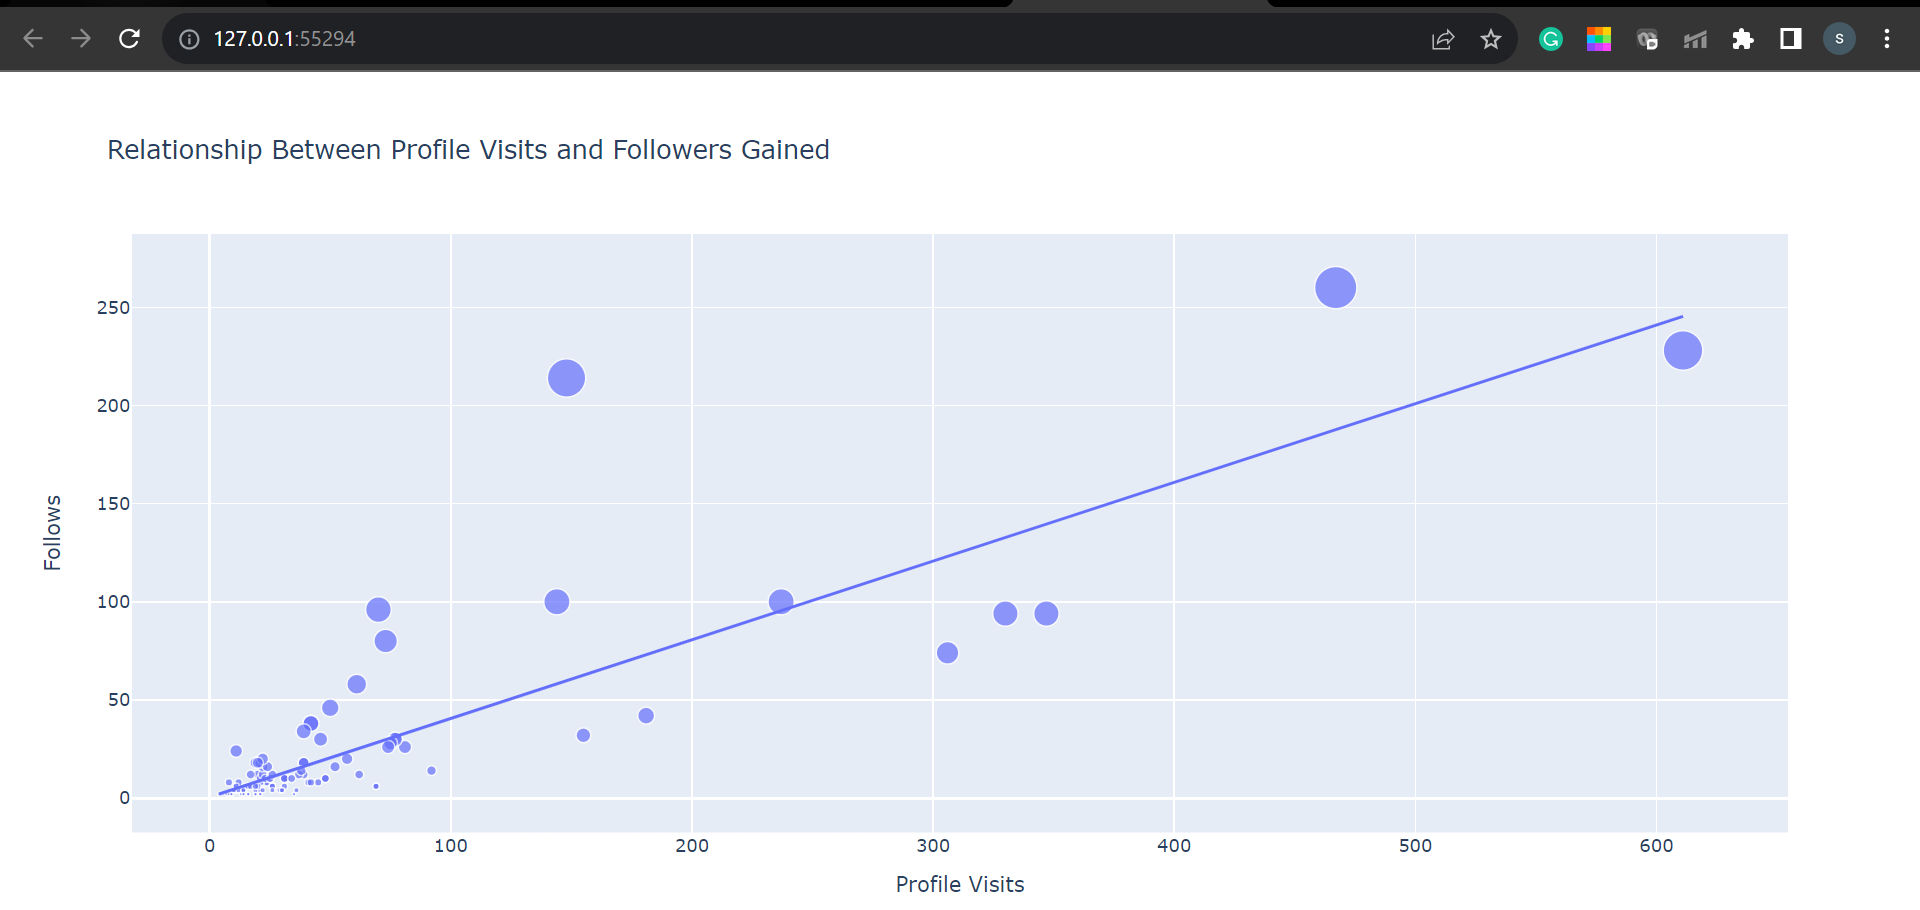 127.0.0.1:55294
S
Relationship Between Profile Visits and Followers Gained
250
200
150
100
50
0
Follows
0 100 200 300 400 500 600
Profile Visits